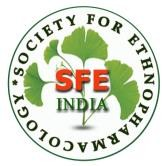 SOCIETY FOR ETHNOPHARMACOLOGY*
SFE
INDIA